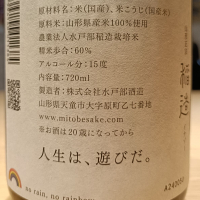 原材料名:米(国産)、米こうじ(国産米)
原料米:山形県産米100%使用
農業法人水戸部稲造栽培米
精米歩合:60%
アルコール分:15度
内容量:720ml
製造者:株式会社水戸部酒造
山形県天童市大字原町乙七番地
www.mitobesake.com
※お酒は20歳になってから
人生は、遊びだ。
no rain, no rainbow
稲造